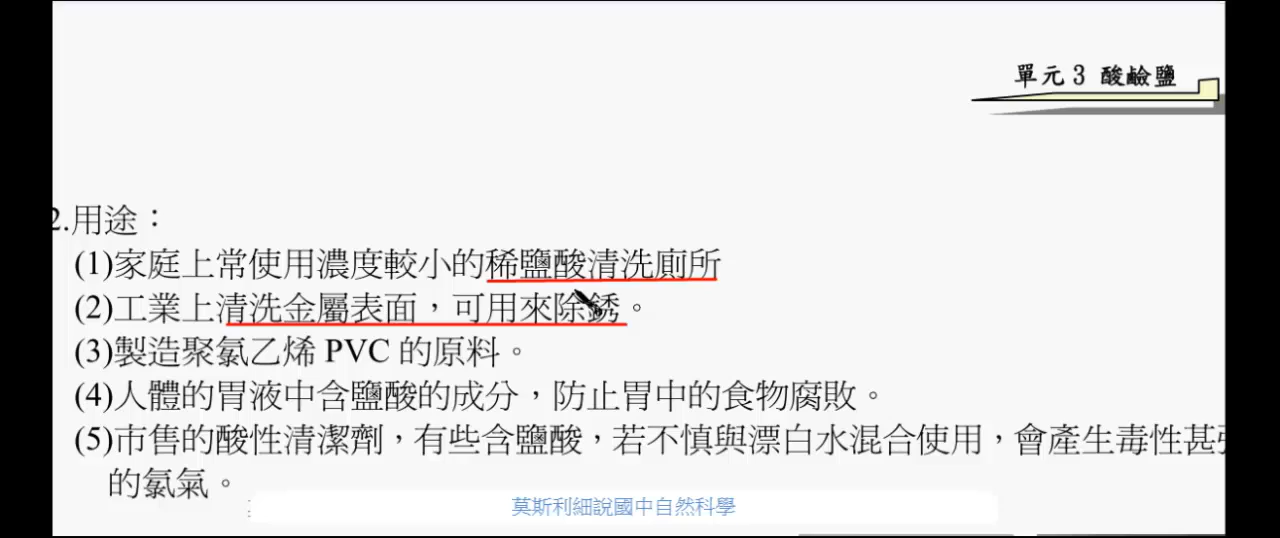 單元3 酸鹼鹽
2.用途：
(1)家庭上常使用濃度較小的稀鹽酸清洗廁所
(2)工業上清洗金屬表面，可用來除銹。
(3)製造聚氯乙烯PVC的原料。
(4)人體的胃液中含鹽酸的成分，防止胃中的食物腐敗。
(5)市售的酸性清潔劑，有些含鹽酸，若不慎與漂白水混合使用，會產生毒性甚
的氯氣。
莫斯利細說國中自然科學